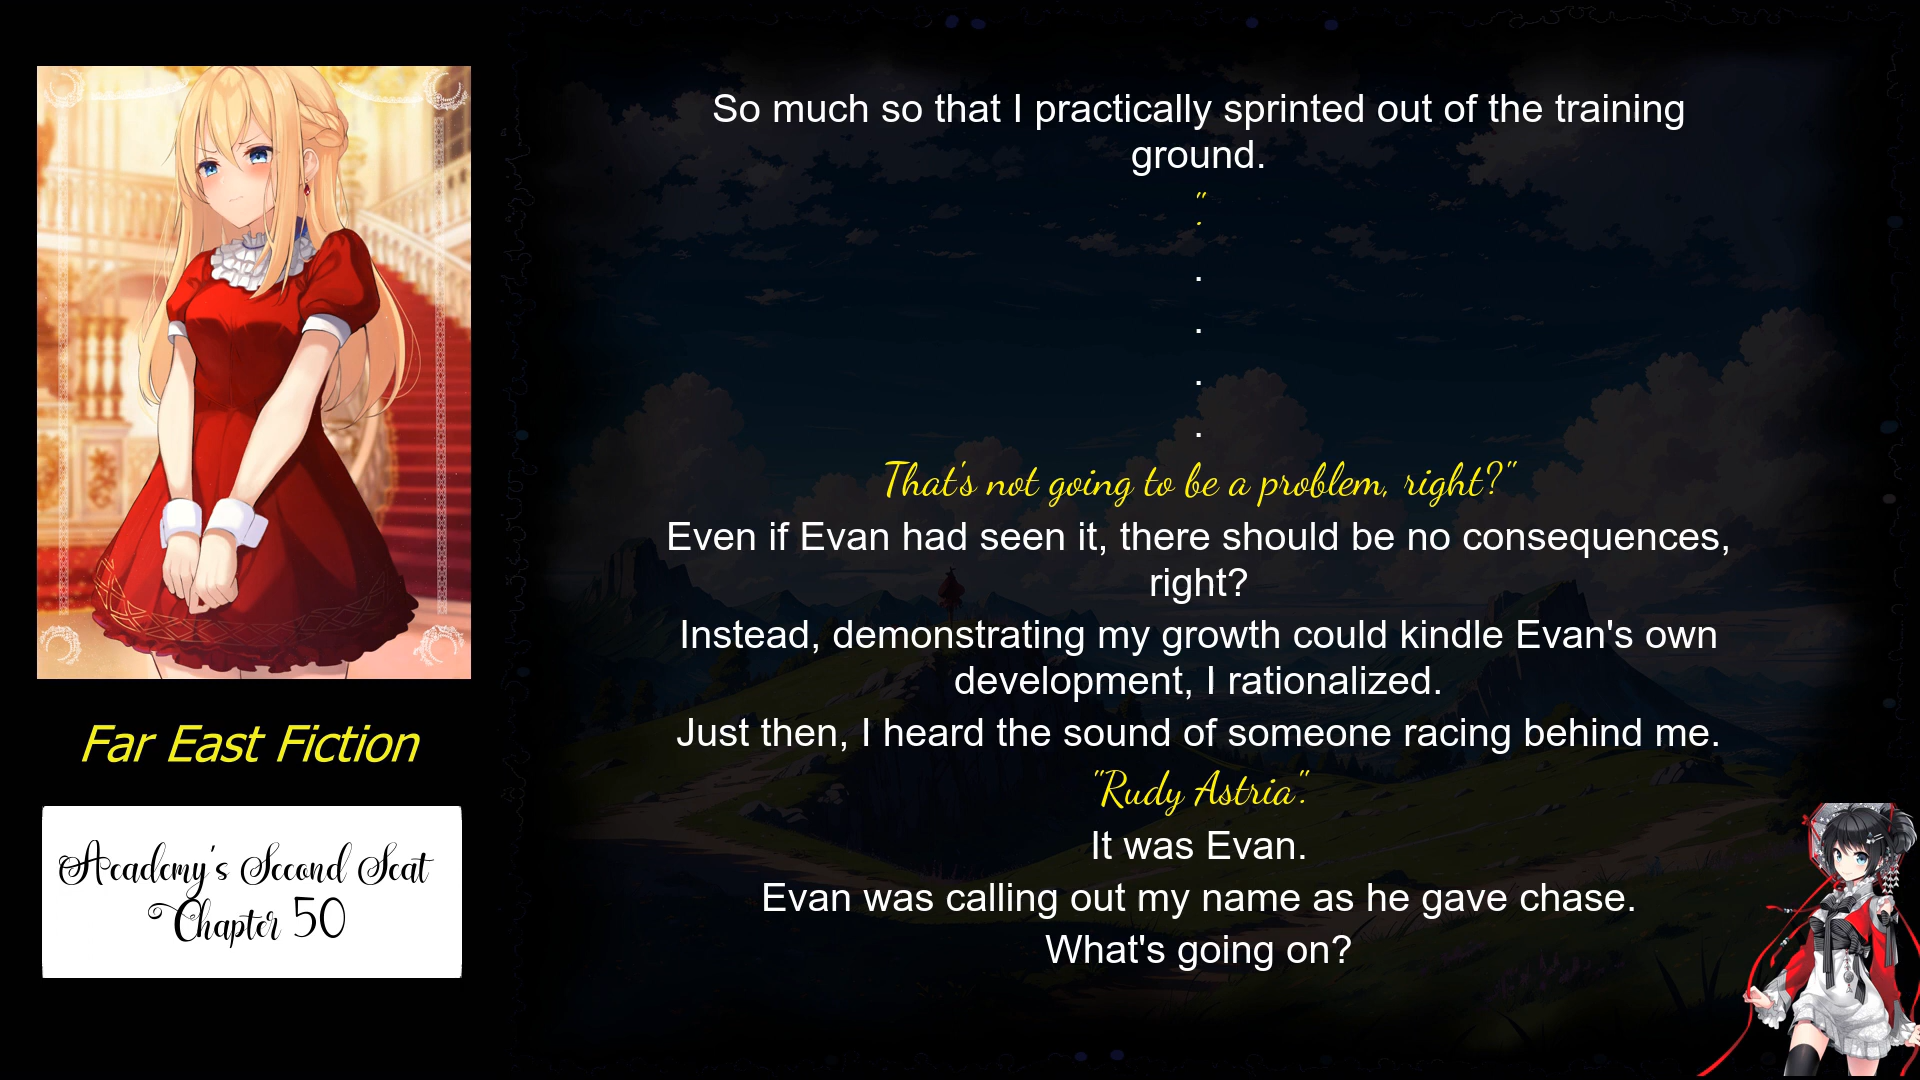 So much so that I practically sprinted out of the training
ground.
".
.
.
.
.
That's not going to be a problem, right?"
Even if Evan had seen it, there should be no consequences,
right?
Instead, demonstrating my growth could kindle Evan's own
development, I rationalized.
Just then, I heard the sound of someone racing behind me.
"Rudy Astria".
It was Evan.
Evan was calling out my name as he gave chase.
What's going on?
Far East Fiction
Academy's Second Seat
Chapter 50